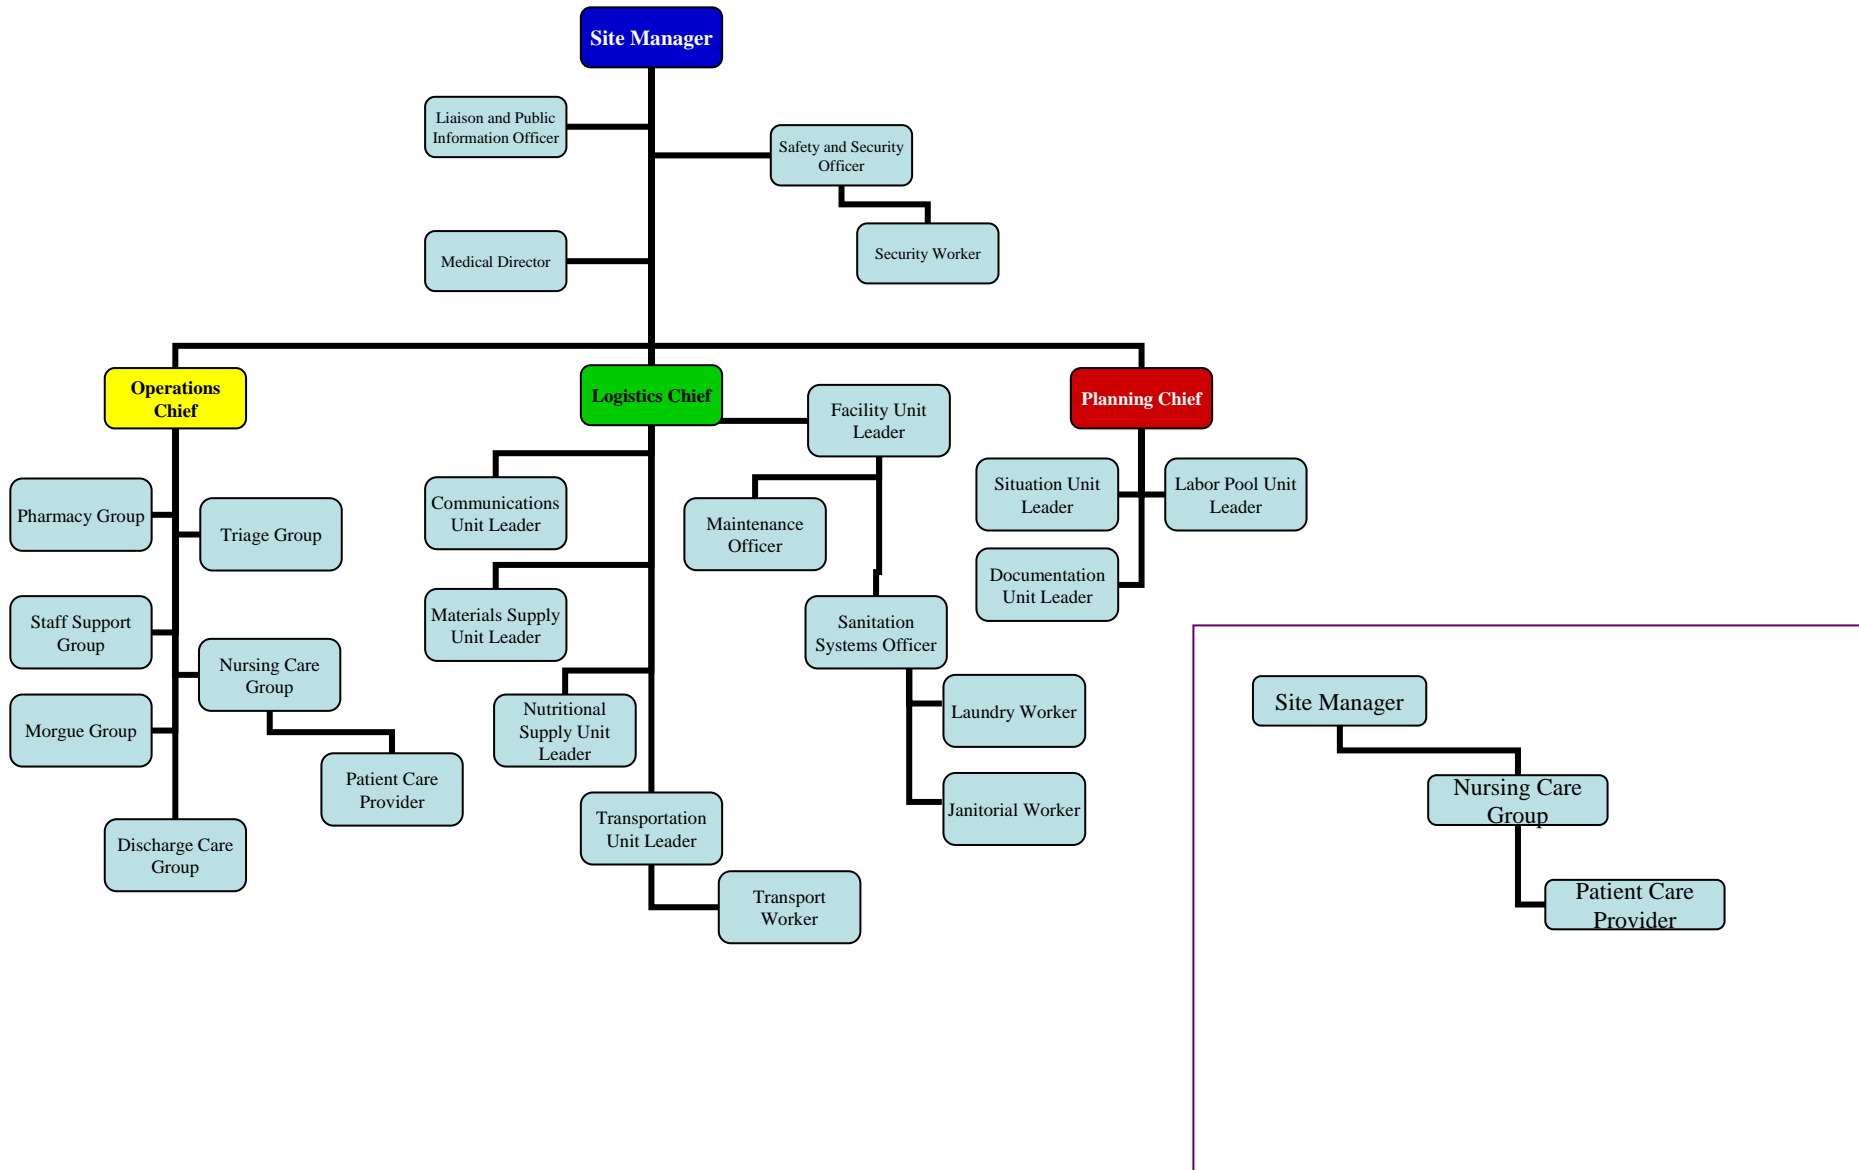 Site Manager
Liaison and Public
Information Officer
Safety and Security
Officer
Security Worker
Medical Director
Operations
Chief
Logistics Chief
Planning Chief
Facility Unit
Leader
Pharmacy Group
Triage Group
Communications
Unit Leader
Maintenance
Officer
Situation Unit
Leader
Labor Pool Unit
Leader
Documentation
Unit Leader
Staff Support
Group
Materials Supply
Unit Leader
Sanitation
Systems Officer
Nursing Care
Group
Morgue Group
Nutritional
Supply Unit
Leader
Laundry Worker
Patient Care
Provider
Janitorial Worker
Discharge Care
Group
Transportation
Unit Leader
Transport
Worker
Site Manager
Nursing Care
Group
Patient Care
Provider